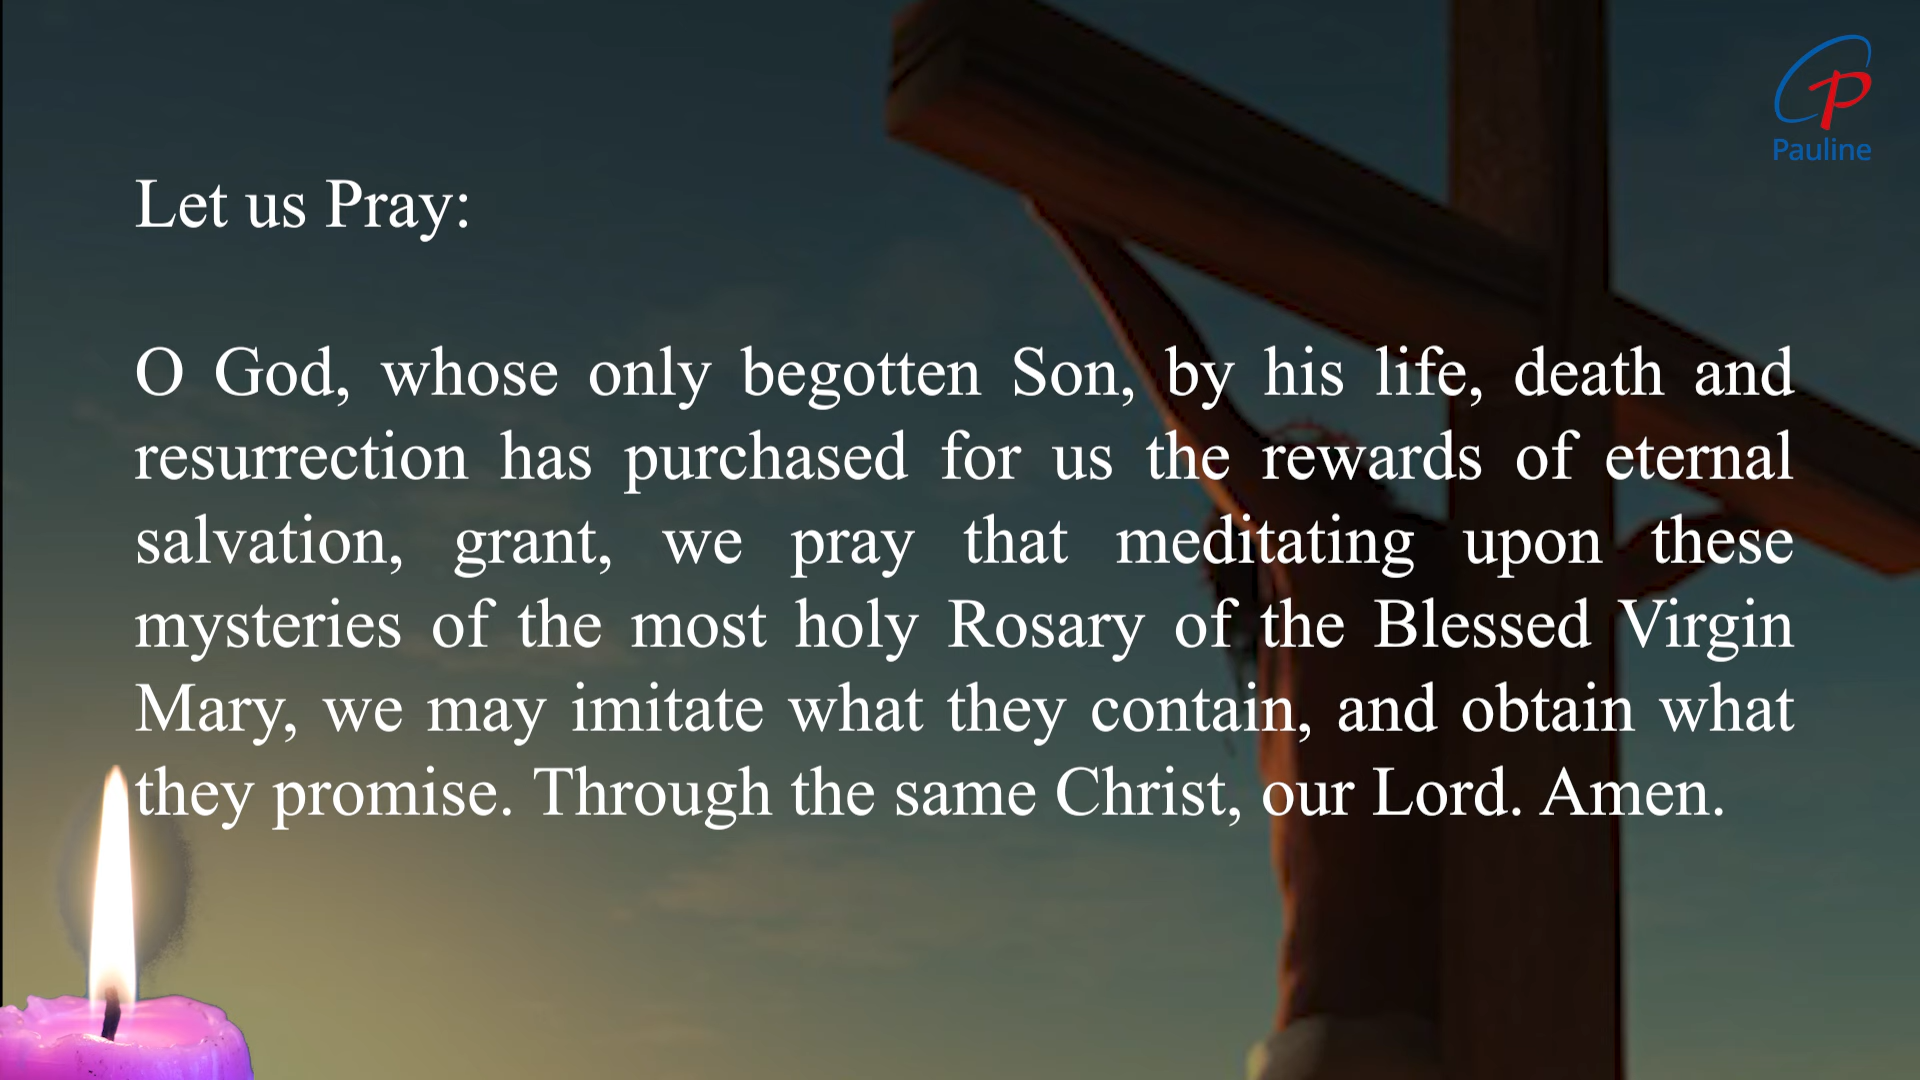 Pauline
Let us Pray:
O God, whose only begotten Son, by his life, death and
resurrection has purchased for us the rewards of eternal
salvation, grant, we pray that meditating upon these
mysteries of the most holy Rosary of the Blessed Virgin
Mary, we may imitate what they contain, and obtain what
they promise. Through the same Christ, our Lord. Amen.